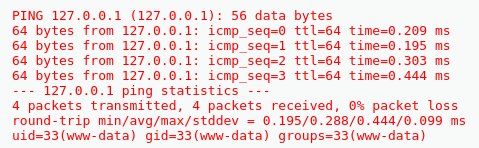 PING 127.0.0.1 (127.0.0.1): 56 data bytes
64 bytes from 127.0.0.1: icmp_seq=0 ttl=64 time=0.209 ms
64 bytes from 127.0.0.1: icmp_seq=1 ttl=64 time=0.195 ms
64 bytes from 127.0.0.1: icmp_seq=2 ttl=64 time=0.303 ms
64 bytes from 127.0.0.1: icmp_seq=3 ttl=64 time=0.444 ms
--- 127.0.0.1 ping statistics ---
4 packets transmitted, 4 packets received, 0% packet loss
round-trip min/avg/max/stddev = 0.195/0.288/0.444/0.099 ms
uid=33(www-data) gid=33(www-data) groups=33(www-data)